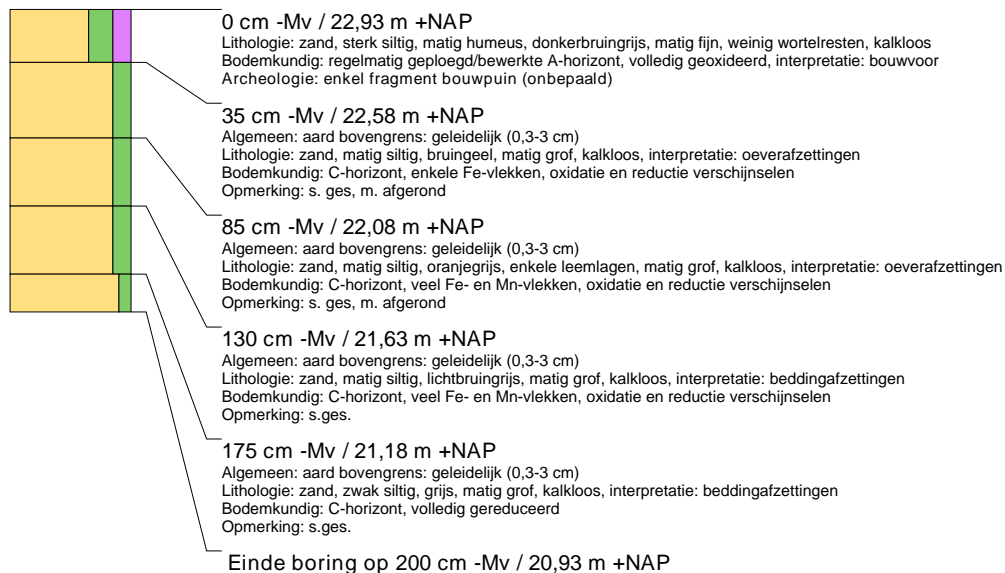 0 cm -Mv / 22,93 m +NAP
Lithologie: zand, sterk siltig, matig humeus, donkerbruingrijs, matig fijn, weinig wortelresten, kalkloos
Bodemkundig: regelmatig geploegd/bewerkte A-horizont, volledig geoxideerd, interpretatie: bouwvoor
Archeologie: enkel fragment bouwpuin (onbepaald)
35 cm -Mv / 22,58 m +NAP
Algemeen: aard bovengrens: geleidelijk (0,3-3 cm)
Lithologie: zand, matig siltig, bruingeel, matig grof, kalkloos, interpretatie: oeverafzettingen
Bodemkundig: C-horizont, enkele Fe-vlekken, oxidatie en reductie verschijnselen
Opmerking: s. ges, m. afgerond
85 cm -Mv / 22,08 m +NAP
Algemeen: aard bovengrens: geleidelijk (0,3-3 cm)
Lithologie: zand, matig siltig, oranjegrijs, enkele leemlagen, matig grof, kalkloos, interpretatie: oeverafzettingen
Bodemkundig: C-horizont, veel Fe- en Mn-vlekken, oxidatie en reductie verschijnselen
Opmerking: s. ges, m. afgerond
130 cm -Mv / 21,63 m +NAP
Algemeen: aard bovengrens: geleidelijk (0,3-3 cm)
Lithologie: zand, matig siltig, lichtbruingrijs, matig grof, kalkloos, interpretatie: beddingafzettingen
Bodemkundig: C-horizont, veel Fe- en Mn-vlekken, oxidatie en reductie verschijnselen
Opmerking: s.ges.
175 cm -Mv / 21,18 m +NAP
Algemeen: aard bovengrens: geleidelijk (0,3-3 cm)
Lithologie: zand, zwak siltig, grijs, matig grof, kalkloos, interpretatie: beddingafzettingen
Bodemkundig: C-horizont, volledig gereduceerd
Opmerking: s.ges.
Einde boring op 200 cm -Mv / 20,93 m +NAP